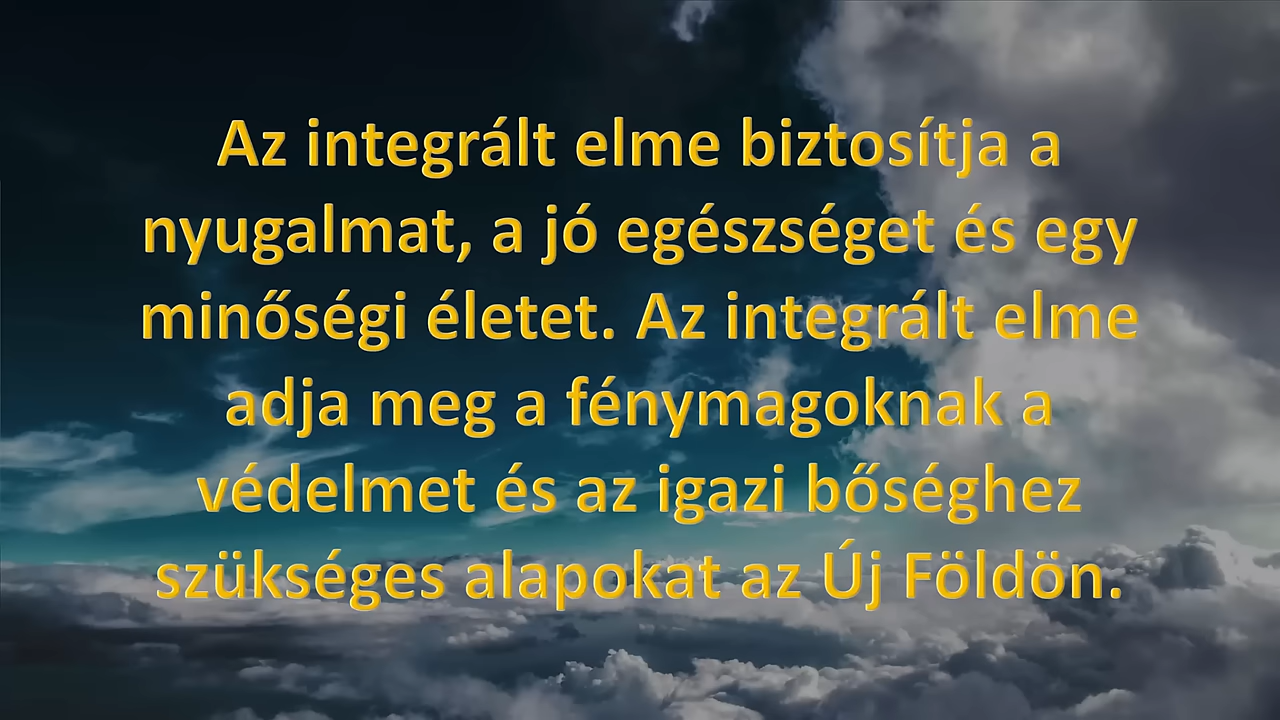 Az integrált elme biztosítja a
nyugalmat, a jó egészséget és egy
minőségi életet. Az integrált elme
adja meg a fénymagoknak a
védelmet és az igazi bőséghez
szükséges alapokat az Új Földön.